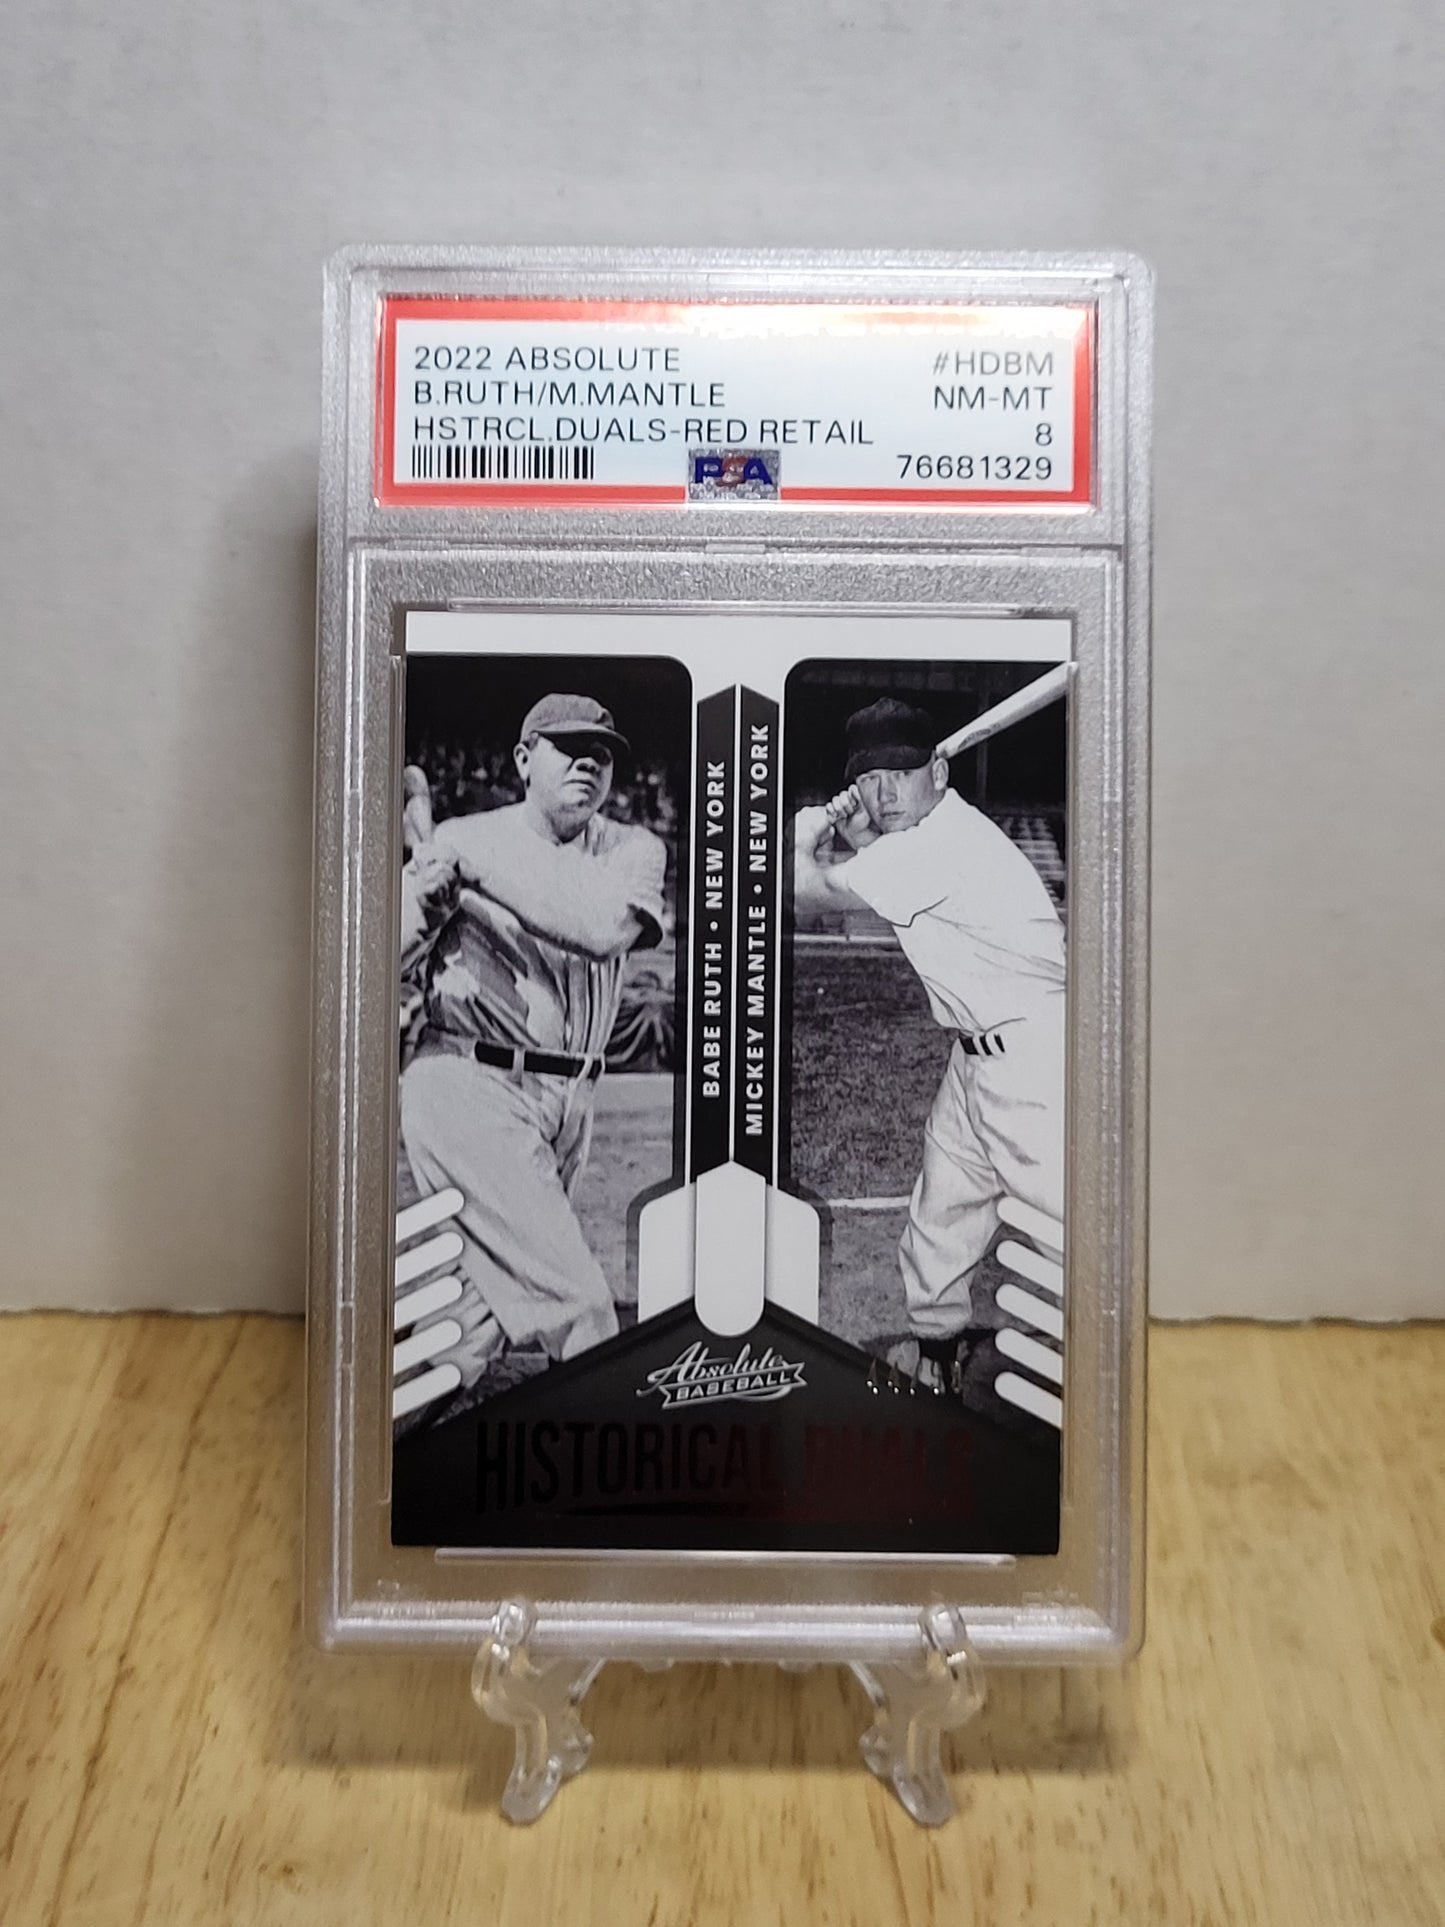 2022 ABSOLUTE #HDBM
B.RUTH/M.MANTLE NM-MT
HSTRCL.DUALS-RED RETAIL 8
PSA 76681329
BABE RUTH • NEW YORK
MICKEY MANTLE • NEW YORK
Absolute
BASEBALL
HISTORICAL DUALS